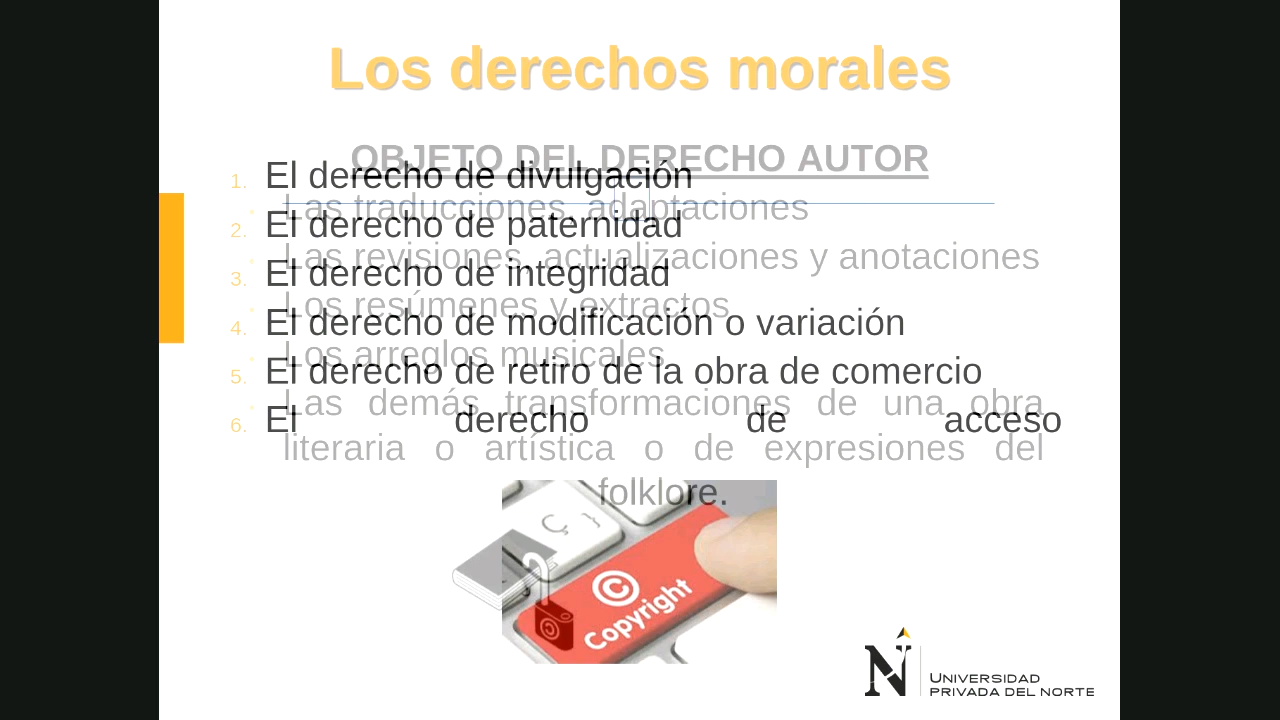 Los derechos morales
OBJETO DEL DERECHO AUTOR
1. El derecho de divulgación
Las traducciones, adaptaciones
2. El derecho de paternidad
Las revisiones, actualizaciones y anotaciones
3. El derecho de integridad
Los resúmenes y extractos
4. El derecho de modificación o variación
Los arreglos musicales
5. El derecho de retiro de la obra de comercio
Las demás transformaciones de una obra
6. El derecho de acceso
literaria o artística o de expresiones del
folklore.
Ç }
© Copyright
N UNIVERSIDAD
PRIVADA DEL NORTE